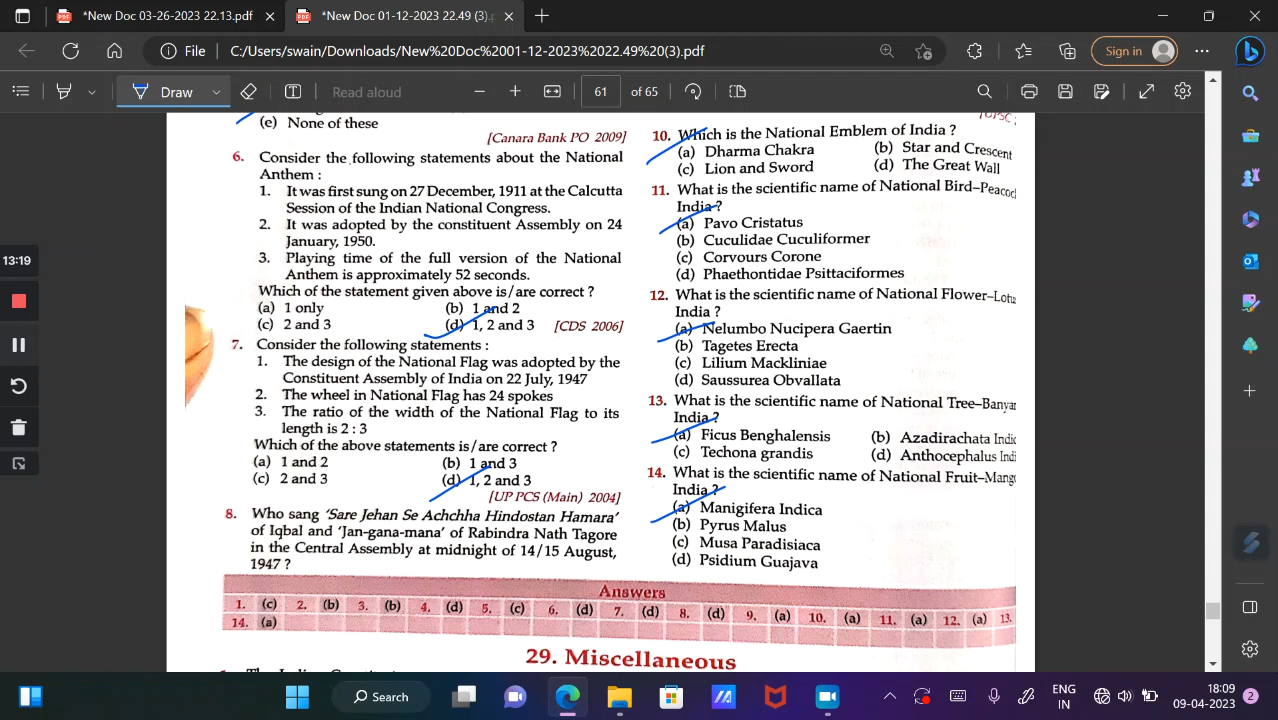 *New Doc 03-26-2023 22.13.pdf
*New Doc 01-12-2023 22.49 (3).p
File
C:/Users/swain/Downloads/New%20Doc%2001-12-2023%2022.49%20(3).pdf
Sign in
Draw
Read aloud
61
of 65
(e) None of these
[Canara Bank PO 2009]
6. Consider the following statements about the National
Anthem :
1. It was first sung on 27 December, 1911 at the Calcutta
Session of the Indian National Congress.
2. It was adopted by the constituent Assembly on 24
January, 1950.
3. Playing time of the full version of the National
Anthem is approximately 52 seconds.
Which of the statement given above is/are correct ?
(a) 1 only (b) 1 and 2
(c) 2 and 3 (d) 1, 2 and 3 [CDS 2006]
7. Consider the following statements :
1. The design of the National Flag was adopted by the
Constituent Assembly of India on 22 July, 1947
2. The wheel in National Flag has 24 spokes
3. The ratio of the width of the National Flag to its
length is 2 : 3
Which of the above statements is/are correct ?
(a) 1 and 2 (b) 1 and 3
(c) 2 and 3 (d) 1, 2 and 3
[UP PCS (Main) 2004]
8. Who sang 'Sare Jehan Se Achchha Hindostan Hamara'
of Iqbal and 'Jan-gana-mana' of Rabindra Nath Tagore
in the Central Assembly at midnight of 14/15 August,
1947 ?
[UPSC
10. Which is the National Emblem of India ?
(a) Dharma Chakra (b) Star and Crescent
(c) Lion and Sword (d) The Great Wall
11. What is the scientific name of National Bird–Peacoc
India ?
(a) Pavo Cristatus
(b) Cuculidae Cuculiformer
(c) Corvours Corone
(d) Phaethontidae Psittaciformes
12. What is the scientific name of National Flower–Lotu
India ?
(a) Nelumbo Nucipera Gaertin
(b) Tagetes Erecta
(c) Lilium Mackliniae
(d) Saussurea Obvallata
13. What is the scientific name of National Tree–Banyan
India ?
(a) Ficus Benghalensis (b) Azadirachata Indic
(c) Techona grandis (d) Anthocephalus Indi
14. What is the scientific name of National Fruit–Mang
India ?
(a) Manigifera Indica
(b) Pyrus Malus
(c) Musa Paradisiaca
(d) Psidium Guajava
Answers
1. (c) 2. (b) 3. (b) 4. (d) 5. (c) 6. (d) 7. (d) 8. (d) 9. (a) 10. (a) 11. (a) 12. (a) 13.
14. (a)
29. Miscellaneous
13:19
Search
ENG
IN
18:09
09-04-2023
2